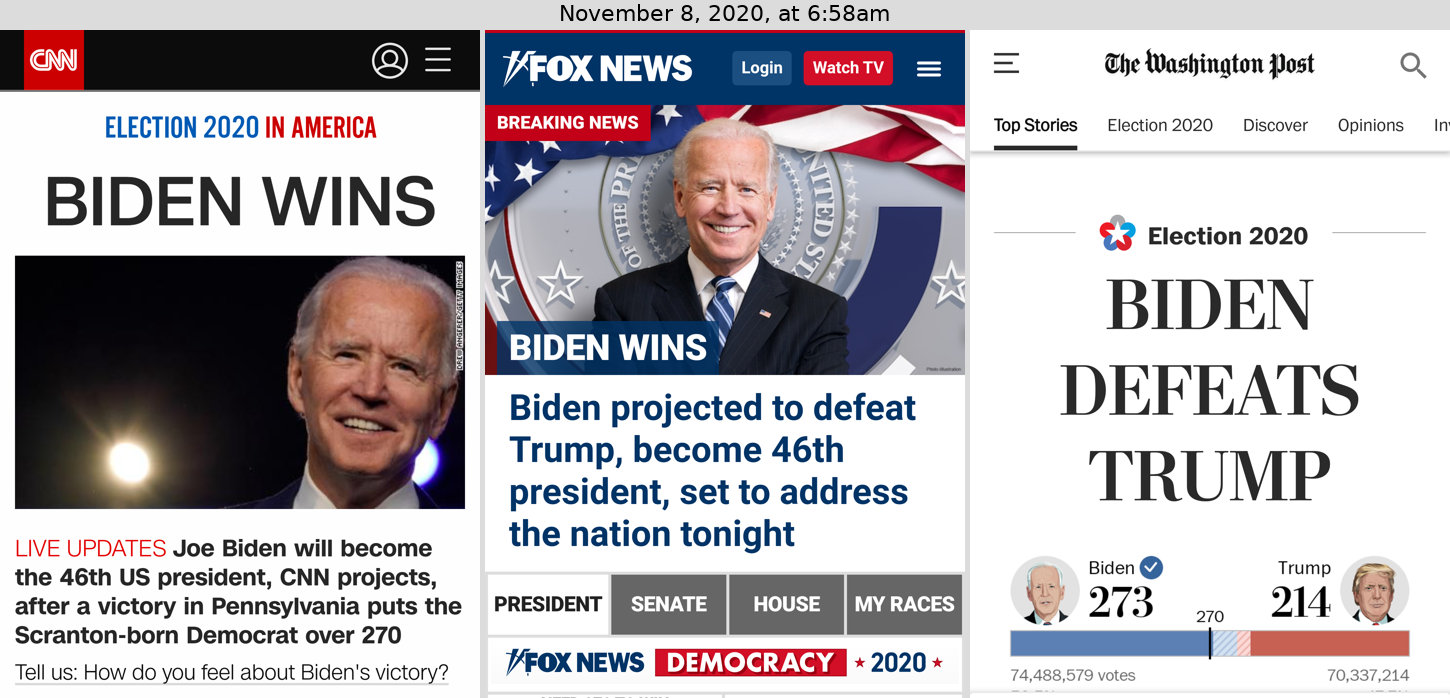 November 8, 2020, at 6:58am
CNN
ELECTION 2020 IN AMERICA
BIDEN WINS
DREW ANGERER/GETTY IMAGES
LIVE UPDATES Joe Biden will become
the 46th US president, CNN projects,
after a victory in Pennsylvania puts the
Scranton-born Democrat over 270
Tell us: How do you feel about Biden's victory?
FOX NEWS
Login
Watch TV
BREAKING NEWS
OF THE PRE
UNITED STATES
BIDEN WINS
Photo Illustration
Biden projected to defeat
Trump, become 46th
president, set to address
the nation tonight
PRESIDENT
SENATE
HOUSE
MY RACES
FOX NEWS DEMOCRACY 2020
The Washington Post
Top Stories
Election 2020
Discover
Opinions
Election 2020
BIDEN
DEFEATS
TRUMP
Biden
Trump
273
214
270
74,488,579 votes
70,337,214